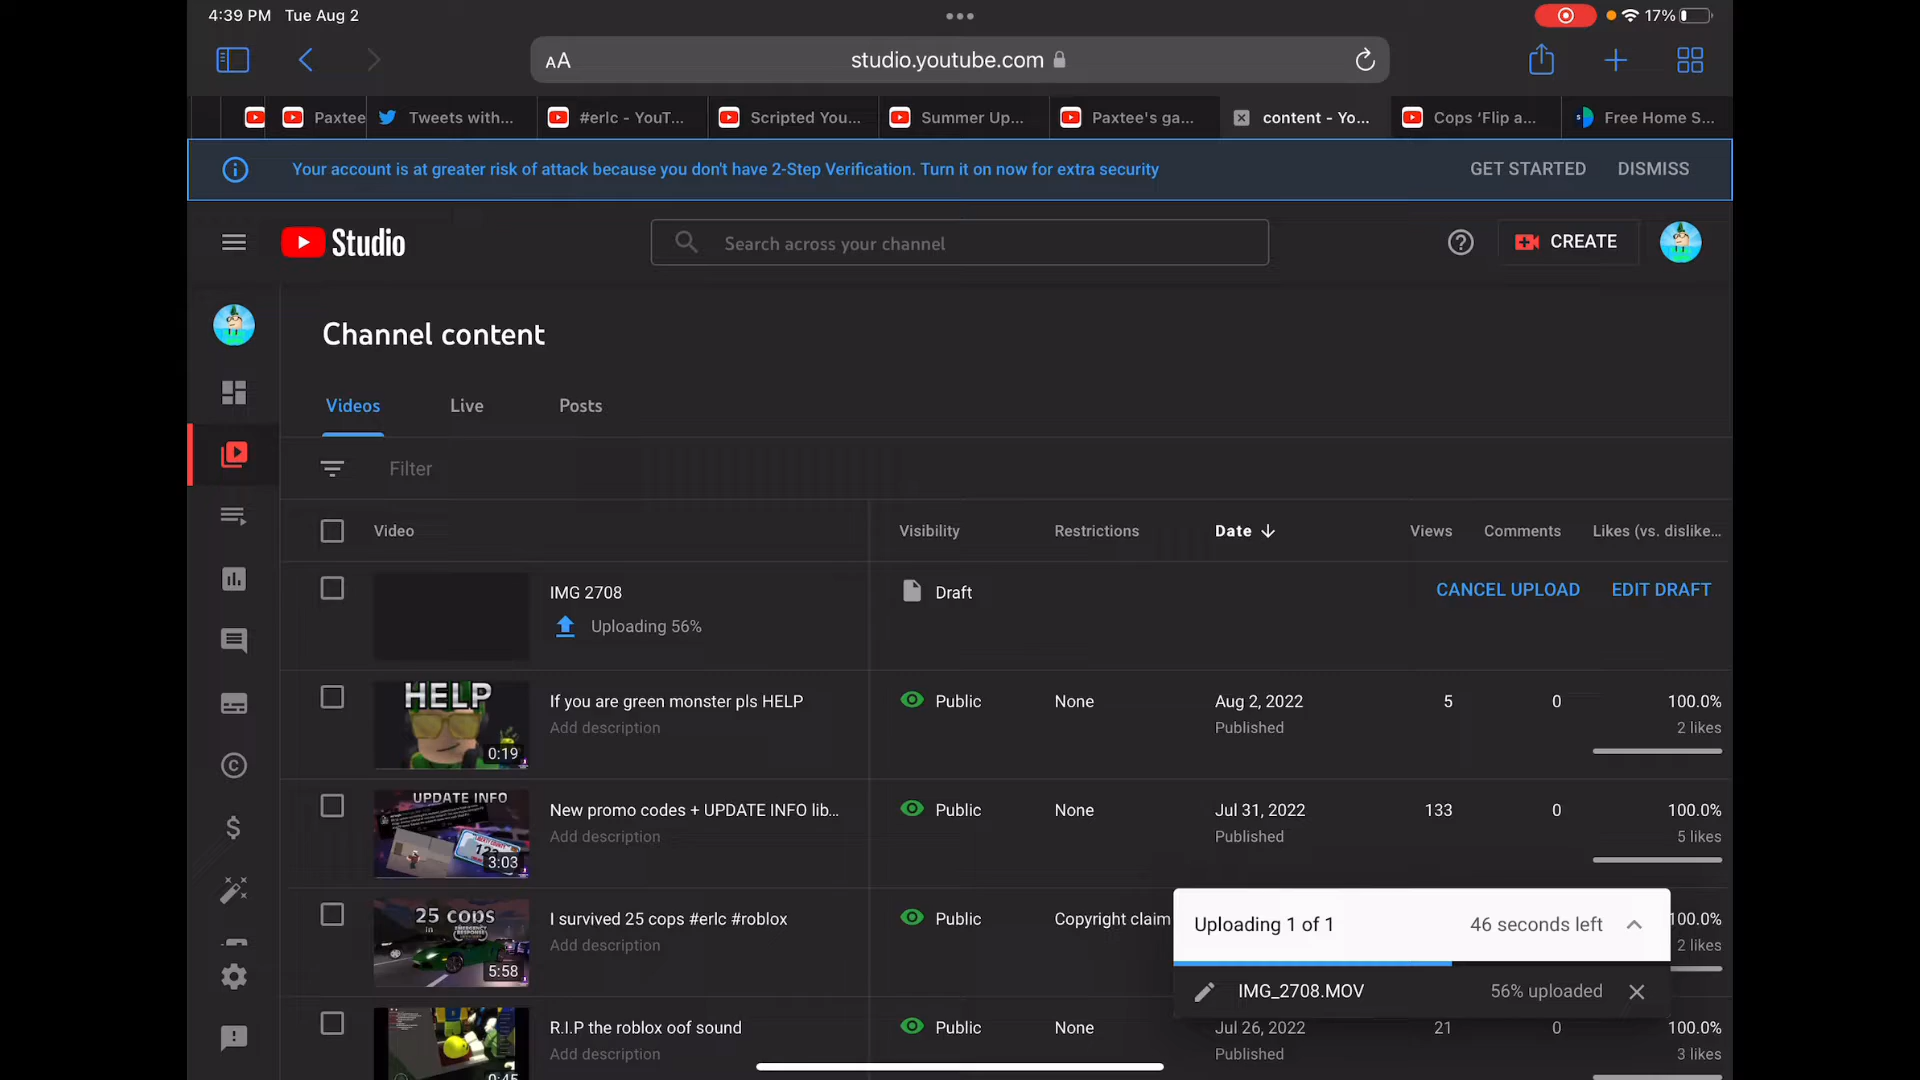 4:39 PM Tue Aug 2
17%
AA studio.youtube.com
Paxtee Tweets with... #erlc - YouT... Scripted You... Summer Up... Paxtee's ga... content - Yo... Cops ‘Flip a... Free Home S...
Your account is at greater risk of attack because you don't have 2-Step Verification. Turn it on now for extra security GET STARTED DISMISS
Studio Search across your channel CREATE
Channel content
Videos Live Posts
Filter
Video Visibility Restrictions Date Views Comments Likes (vs. dislike...
IMG 2708 Draft CANCEL UPLOAD EDIT DRAFT
Uploading 56%
HELP
0:19
If you are green monster pls HELP Public None Aug 2, 2022 5 0 100.0%
Add description Published 2 likes
UPDATE INFO
3:03
New promo codes + UPDATE INFO lib... Public None Jul 31, 2022 133 0 100.0%
Add description Published 5 likes
25 cops
in EMERGENCY RESPONSE
5:58
I survived 25 cops #erlc #roblox Public Copyright claim 100.0%
Add description 2 likes
Uploading 1 of 1 46 seconds left
IMG_2708.MOV 56% uploaded
R.I.P the roblox oof sound Public None Jul 26, 2022 21 0 100.0%
Add description Published 3 likes
0:45